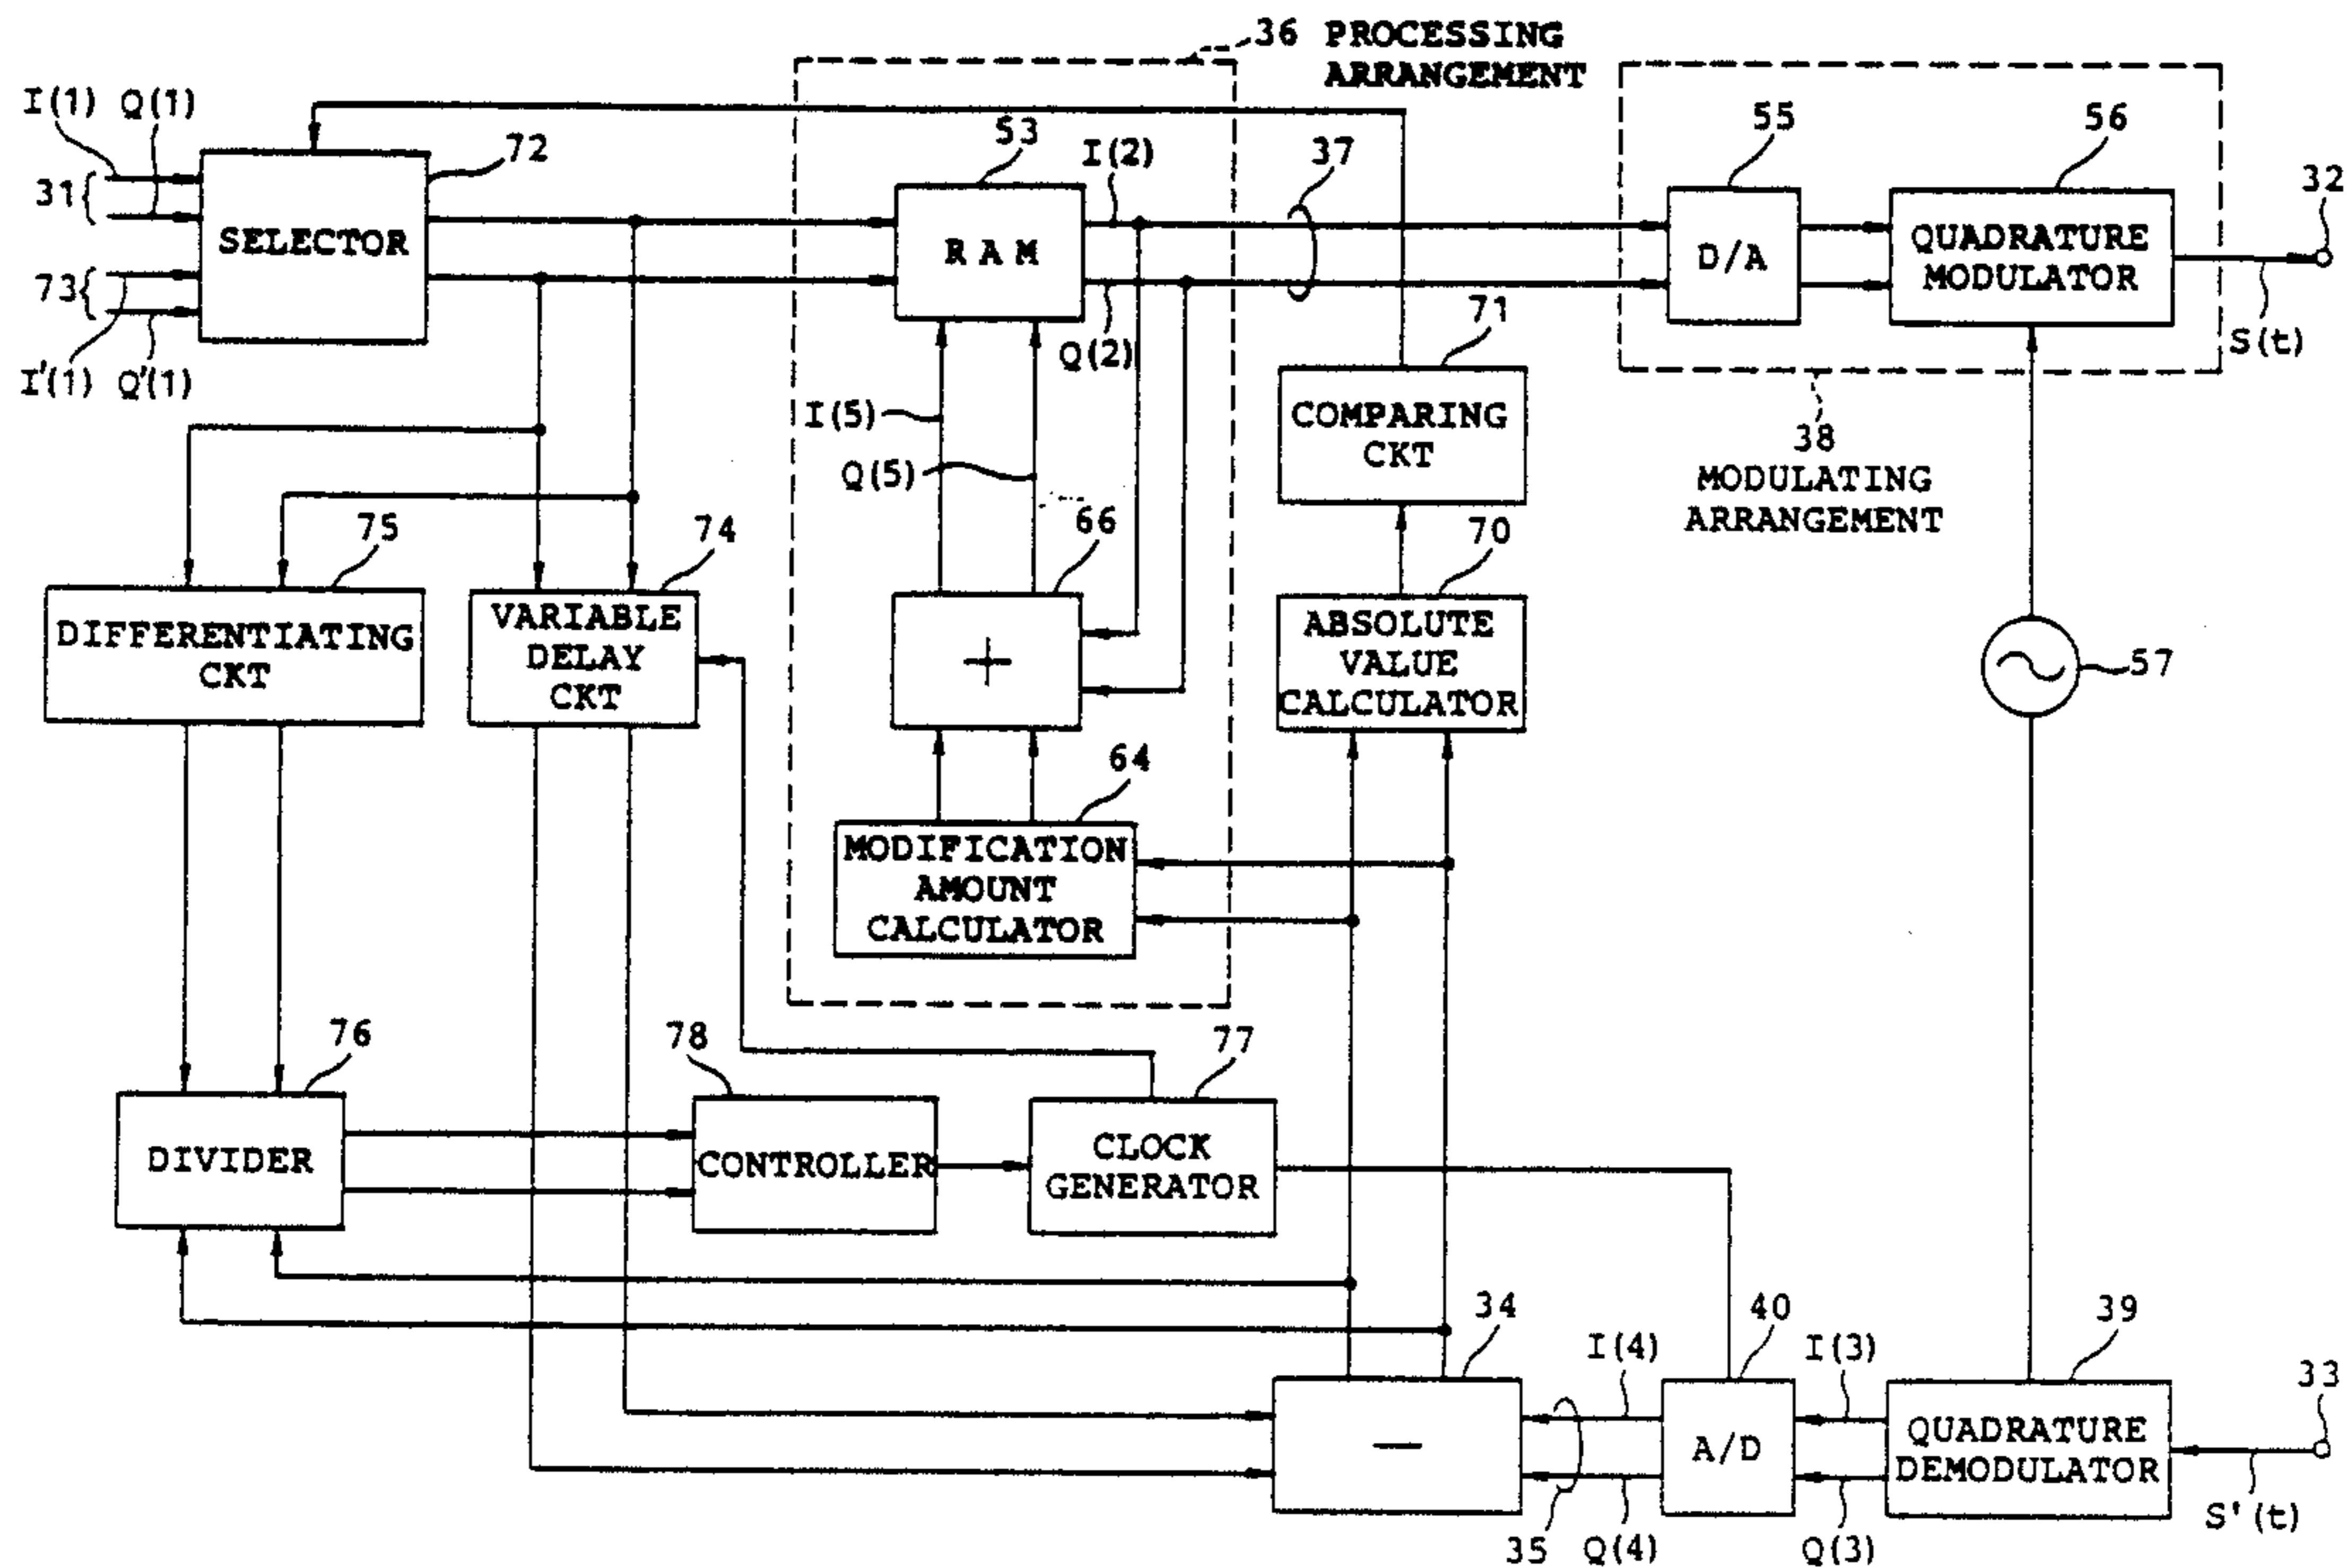 36 PROCESSING
ARRANGEMENT
I(1) Q(1)
31{
73{
I'(1) Q'(1)
72
SELECTOR
53
RAM
I(2)
Q(2)
37
55
D/A
56
QUADRATURE
MODULATOR
32
S(t)
38
MODULATING
ARRANGEMENT
71
COMPARING
CKT
I(5)
Q(5)
75
DIFFERENTIATING
CKT
74
VARIABLE
DELAY
CKT
66
+
70
ABSOLUTE
VALUE
CALCULATOR
57
64
MODIFICATION
AMOUNT
CALCULATOR
76
DIVIDER
78
CONTROLLER
77
CLOCK
GENERATOR
34
—
I(4)
35
Q(4)
40
A/D
I(3)
Q(3)
39
QUADRATURE
DEMODULATOR
33
S'(t)